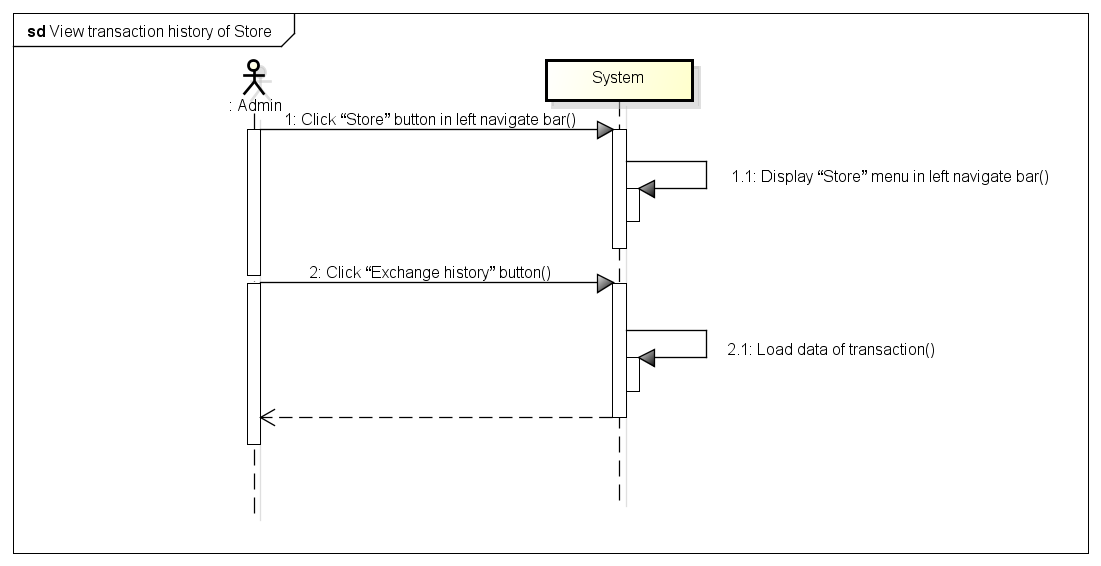 sd View transaction history of Store
System
: Admin
1: Click “Store” button in left navigate bar()
1.1: Display “Store” menu in left navigate bar()
2: Click “Exchange history” button()
2.1: Load data of transaction()